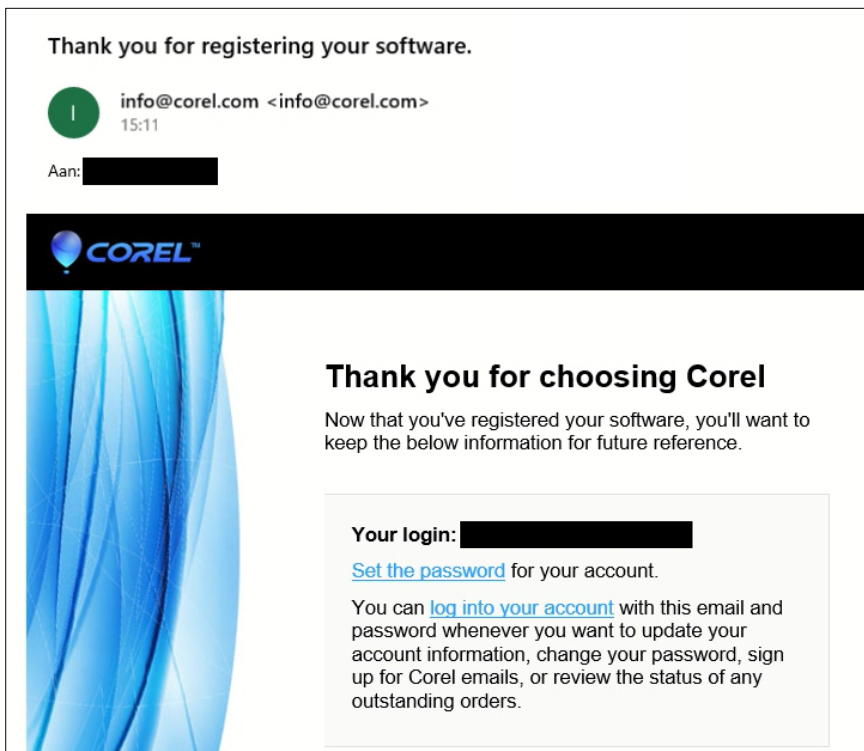 Thank you for registering your software.
I
info@corel.com <info@corel.com>
15:11
Aan:
COREL™
Thank you for choosing Corel
Now that you've registered your software, you'll want to
keep the below information for future reference.
Your login:
Set the password for your account.
You can log into your account with this email and
password whenever you want to update your
account information, change your password, sign
up for Corel emails, or review the status of any
outstanding orders.